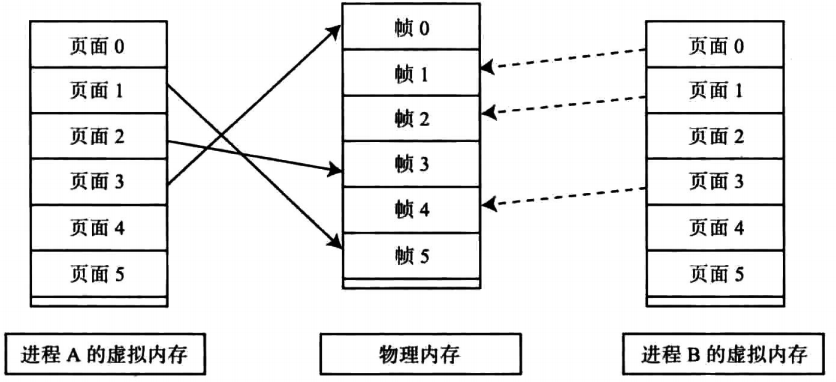 页面 0
页面 1
页面 2
页面 3
页面 4
页面 5
进程 A 的虚拟内存
帧 0
帧 1
帧 2
帧 3
帧 4
帧 5
物理内存
页面 0
页面 1
页面 2
页面 3
页面 4
页面 5
进程 B 的虚拟内存